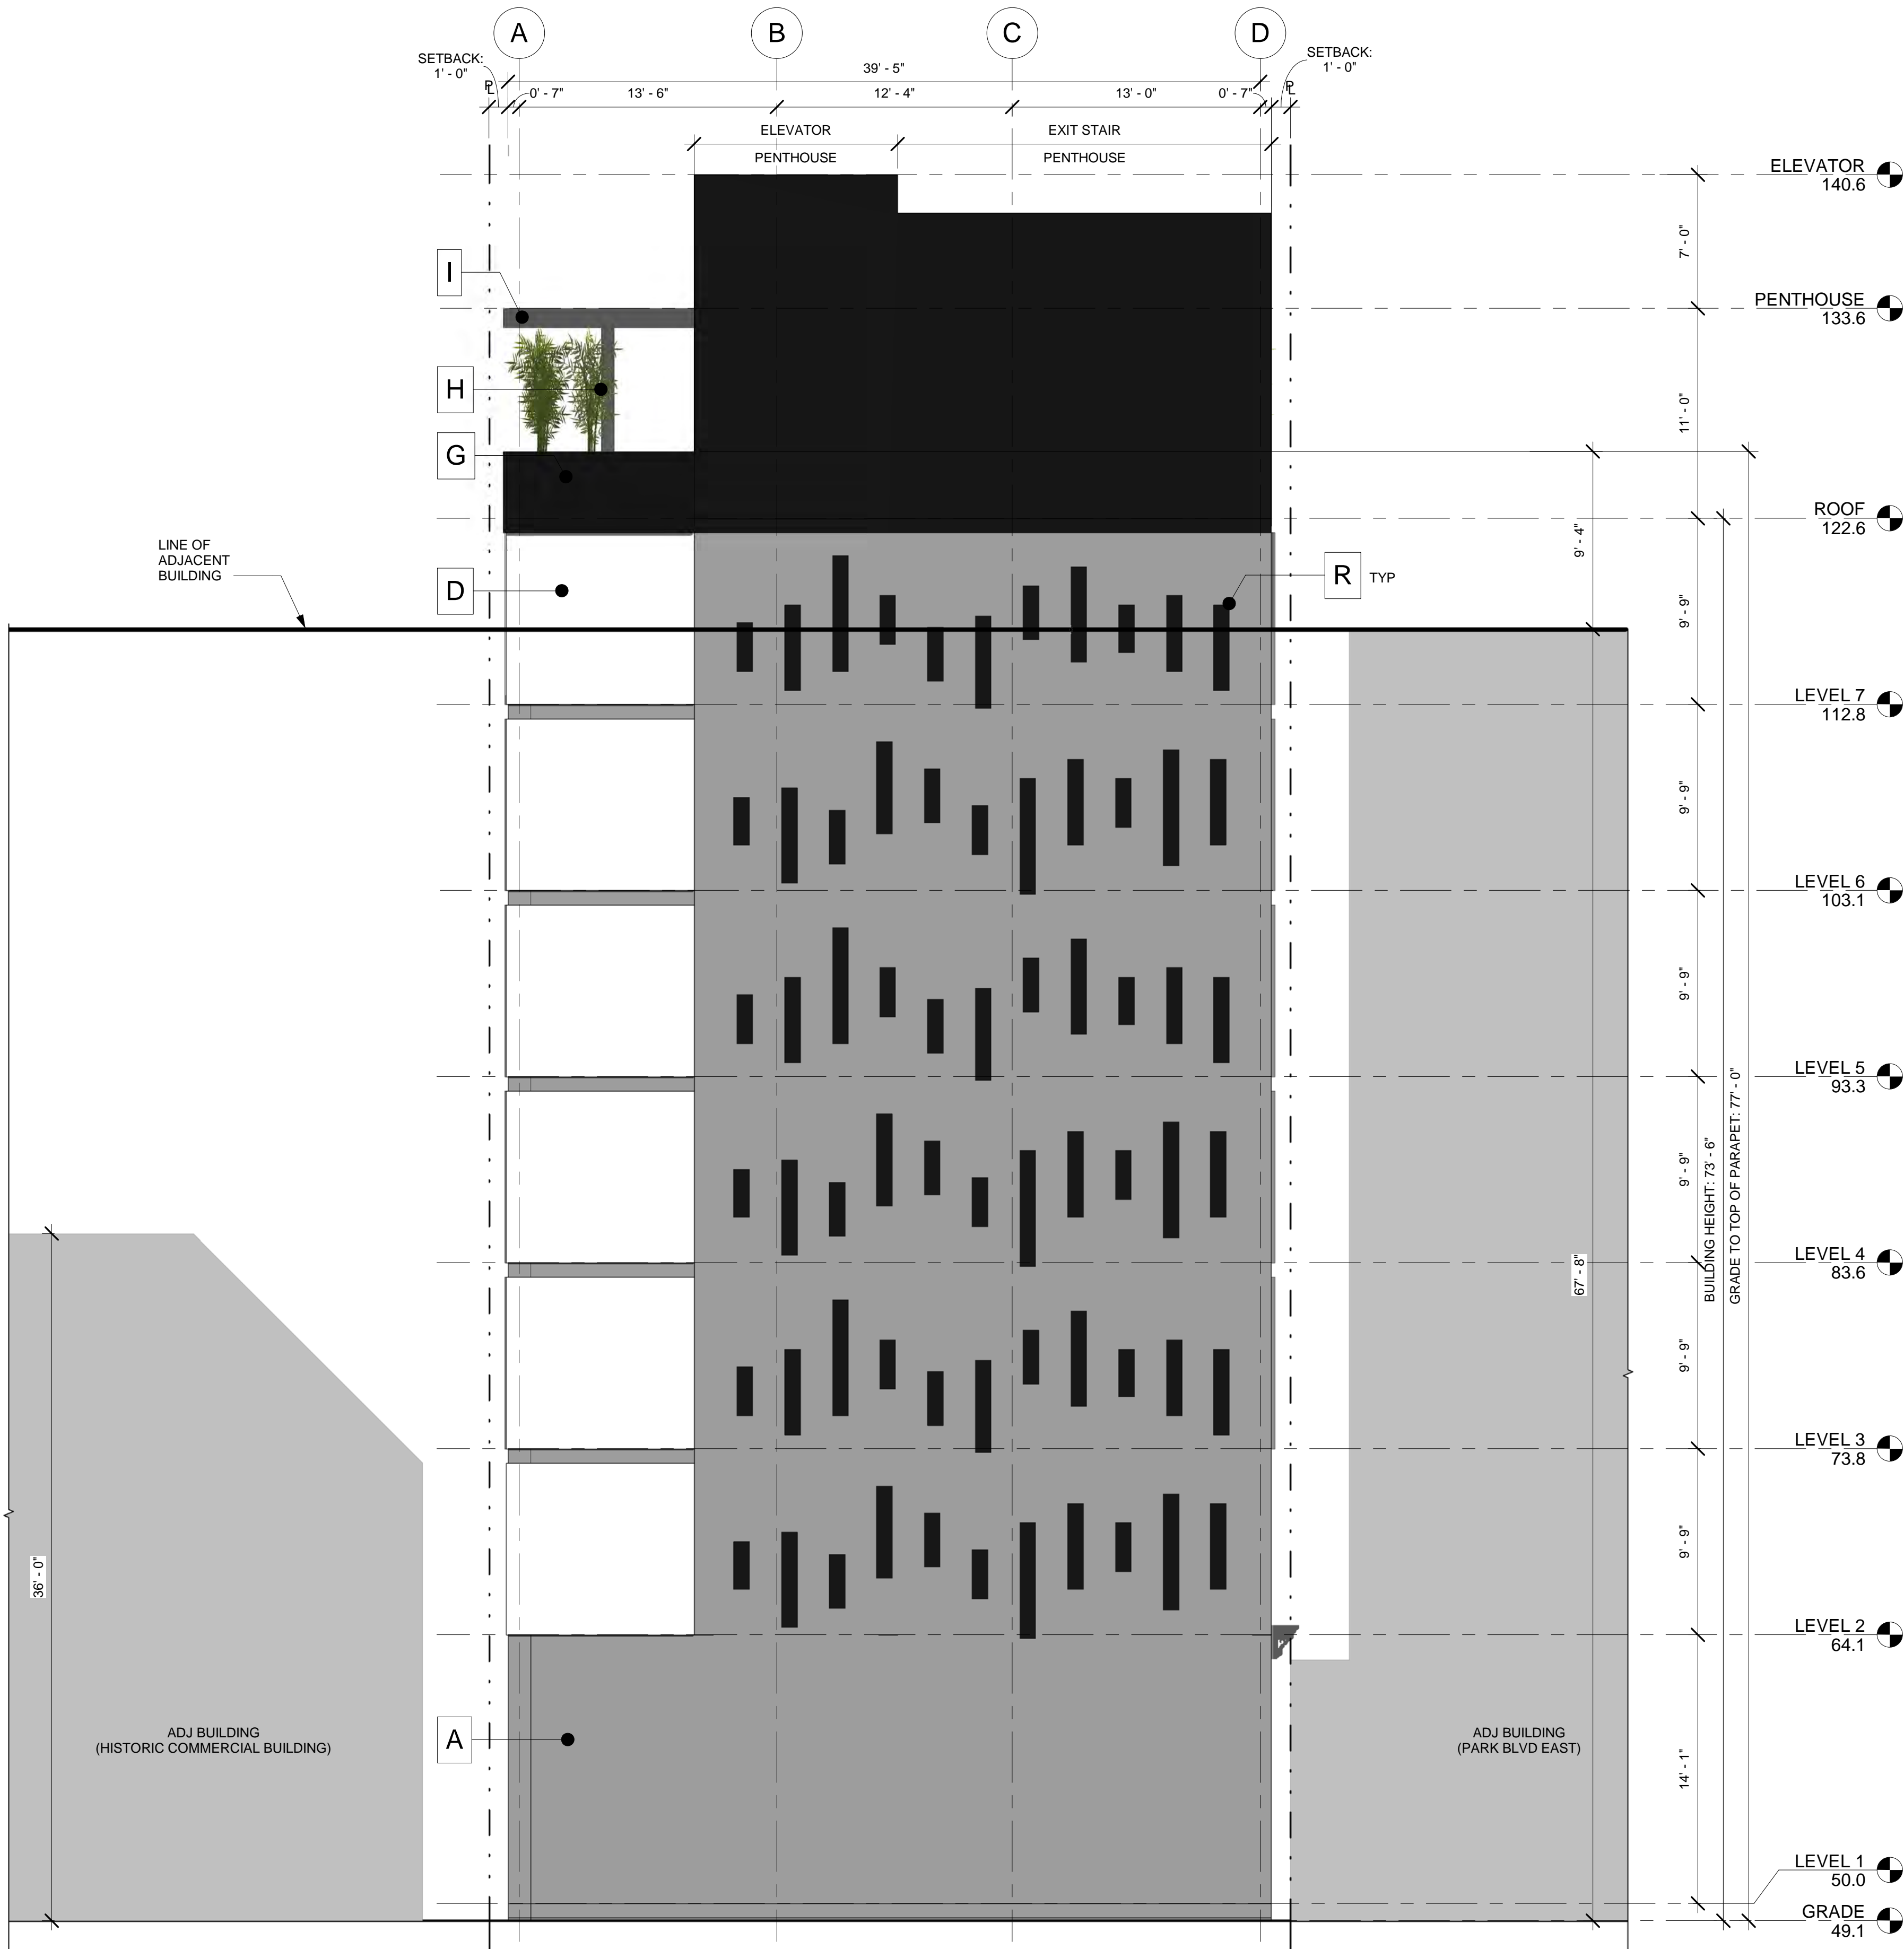 A
B
C
D
SETBACK:
1' - 0"
39' - 5"
SETBACK:
1' - 0"
PL
0' - 7"
13' - 6"
12' - 4"
13' - 0"
0' - 7"
PL
ELEVATOR
PENTHOUSE
EXIT STAIR
PENTHOUSE
ELEVATOR
140.6
7' - 0"
I
PENTHOUSE
133.6
H
11' - 0"
G
ROOF
122.6
LINE OF
ADJACENT
BUILDING
9' - 4"
D
R
TYP
9' - 9"
LEVEL 7
112.8
9' - 9"
LEVEL 6
103.1
9' - 9"
LEVEL 5
93.3
9' - 9"
BUILDING HEIGHT: 73' - 6"
GRADE TO TOP OF PARAPET: 77' - 0"
LEVEL 4
83.6
67' - 8"
9' - 9"
LEVEL 3
73.8
36' - 0"
9' - 9"
LEVEL 2
64.1
ADJ BUILDING
(HISTORIC COMMERCIAL BUILDING)
A
ADJ BUILDING
(PARK BLVD EAST)
14' - 1"
LEVEL 1
50.0
GRADE
49.1